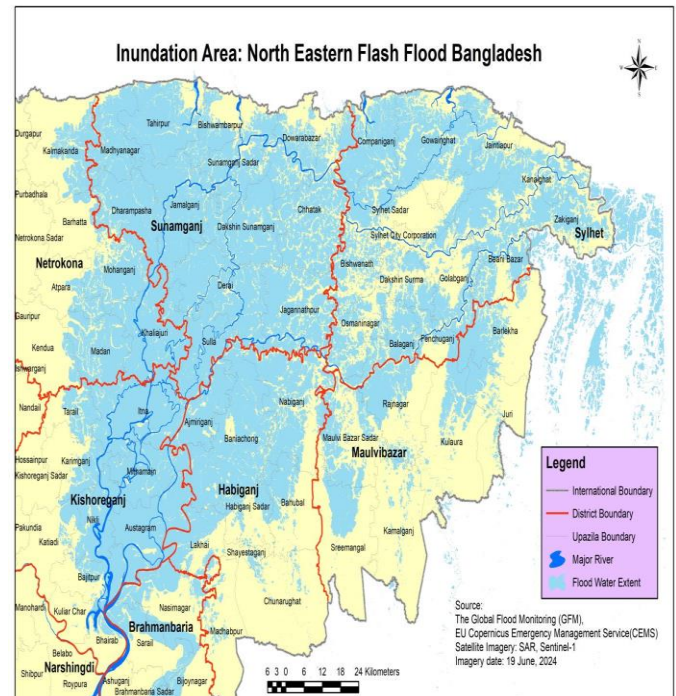 Inundation Area: North Eastern Flash Flood Bangladesh
N
Tahirpur
Bishwambarpur
Durgapur
Dowarabazar
Companiganj
Gowainghat
Kalmakanda
Madhyanagar
Jaintiapur
Sunamganj Sadar
Kanaighat
Purbadhala
Dharampasha
Jamalganj
Chhatak
Sylhet Sadar
Zakiganj
Barhatta
Sunamganj
Dakshin Sunamganj
Sylhet
Netrokona Sadar
Sylhet City Corporation
Netrokona
Mohanganj
Bishwanath
Beani Bazar
Atpara
Derai
Dakshin Surma
Golabganj
Gauripur
Jagannathpur
Osmaninagar
Khaliajuri
Barlekha
Kendua
Madan
Sulla
Balaganj
Fenchuganj
Ishwarganj
Nandail
Tarail
Itna
Nabiganj
Rajnagar
Juri
Ajmiriganj
Baniachong
Maulvi Bazar Sadar
Kulaura
Hossainpur
Karimganj
Maulvibazar
Kishoreganj Sadar
Mithamain
Habiganj
Kishoreganj
Bahubal
Habiganj Sadar
Nikli
Pakundia
Austagram
Kamalganj
Katiadi
Lakhai
Shayestaganj
Sreemangal
Bajitpur
Chunarughat
Manohardi
Kuliar Char
Nasirnagar
Brahmanbaria
Madhabpur
Bhairab
Sarail
Belabo
Narshingdi
Shibpur
Roypura
Ashuganj
Bijoynagar
Brahmanbaria Sadar
Legend
International Boundary
District Boundary
Upazila Boundary
Major River
Flood Water Extent
Source:
The Global Flood Monitoring (GFM),
EU Copernicus Emergency Management Service(CEMS)
Satellite Imagery: SAR, Sentinel-1
Imagery date: 19 June, 2024
6 3 0 6 12 18 24 Kilometers